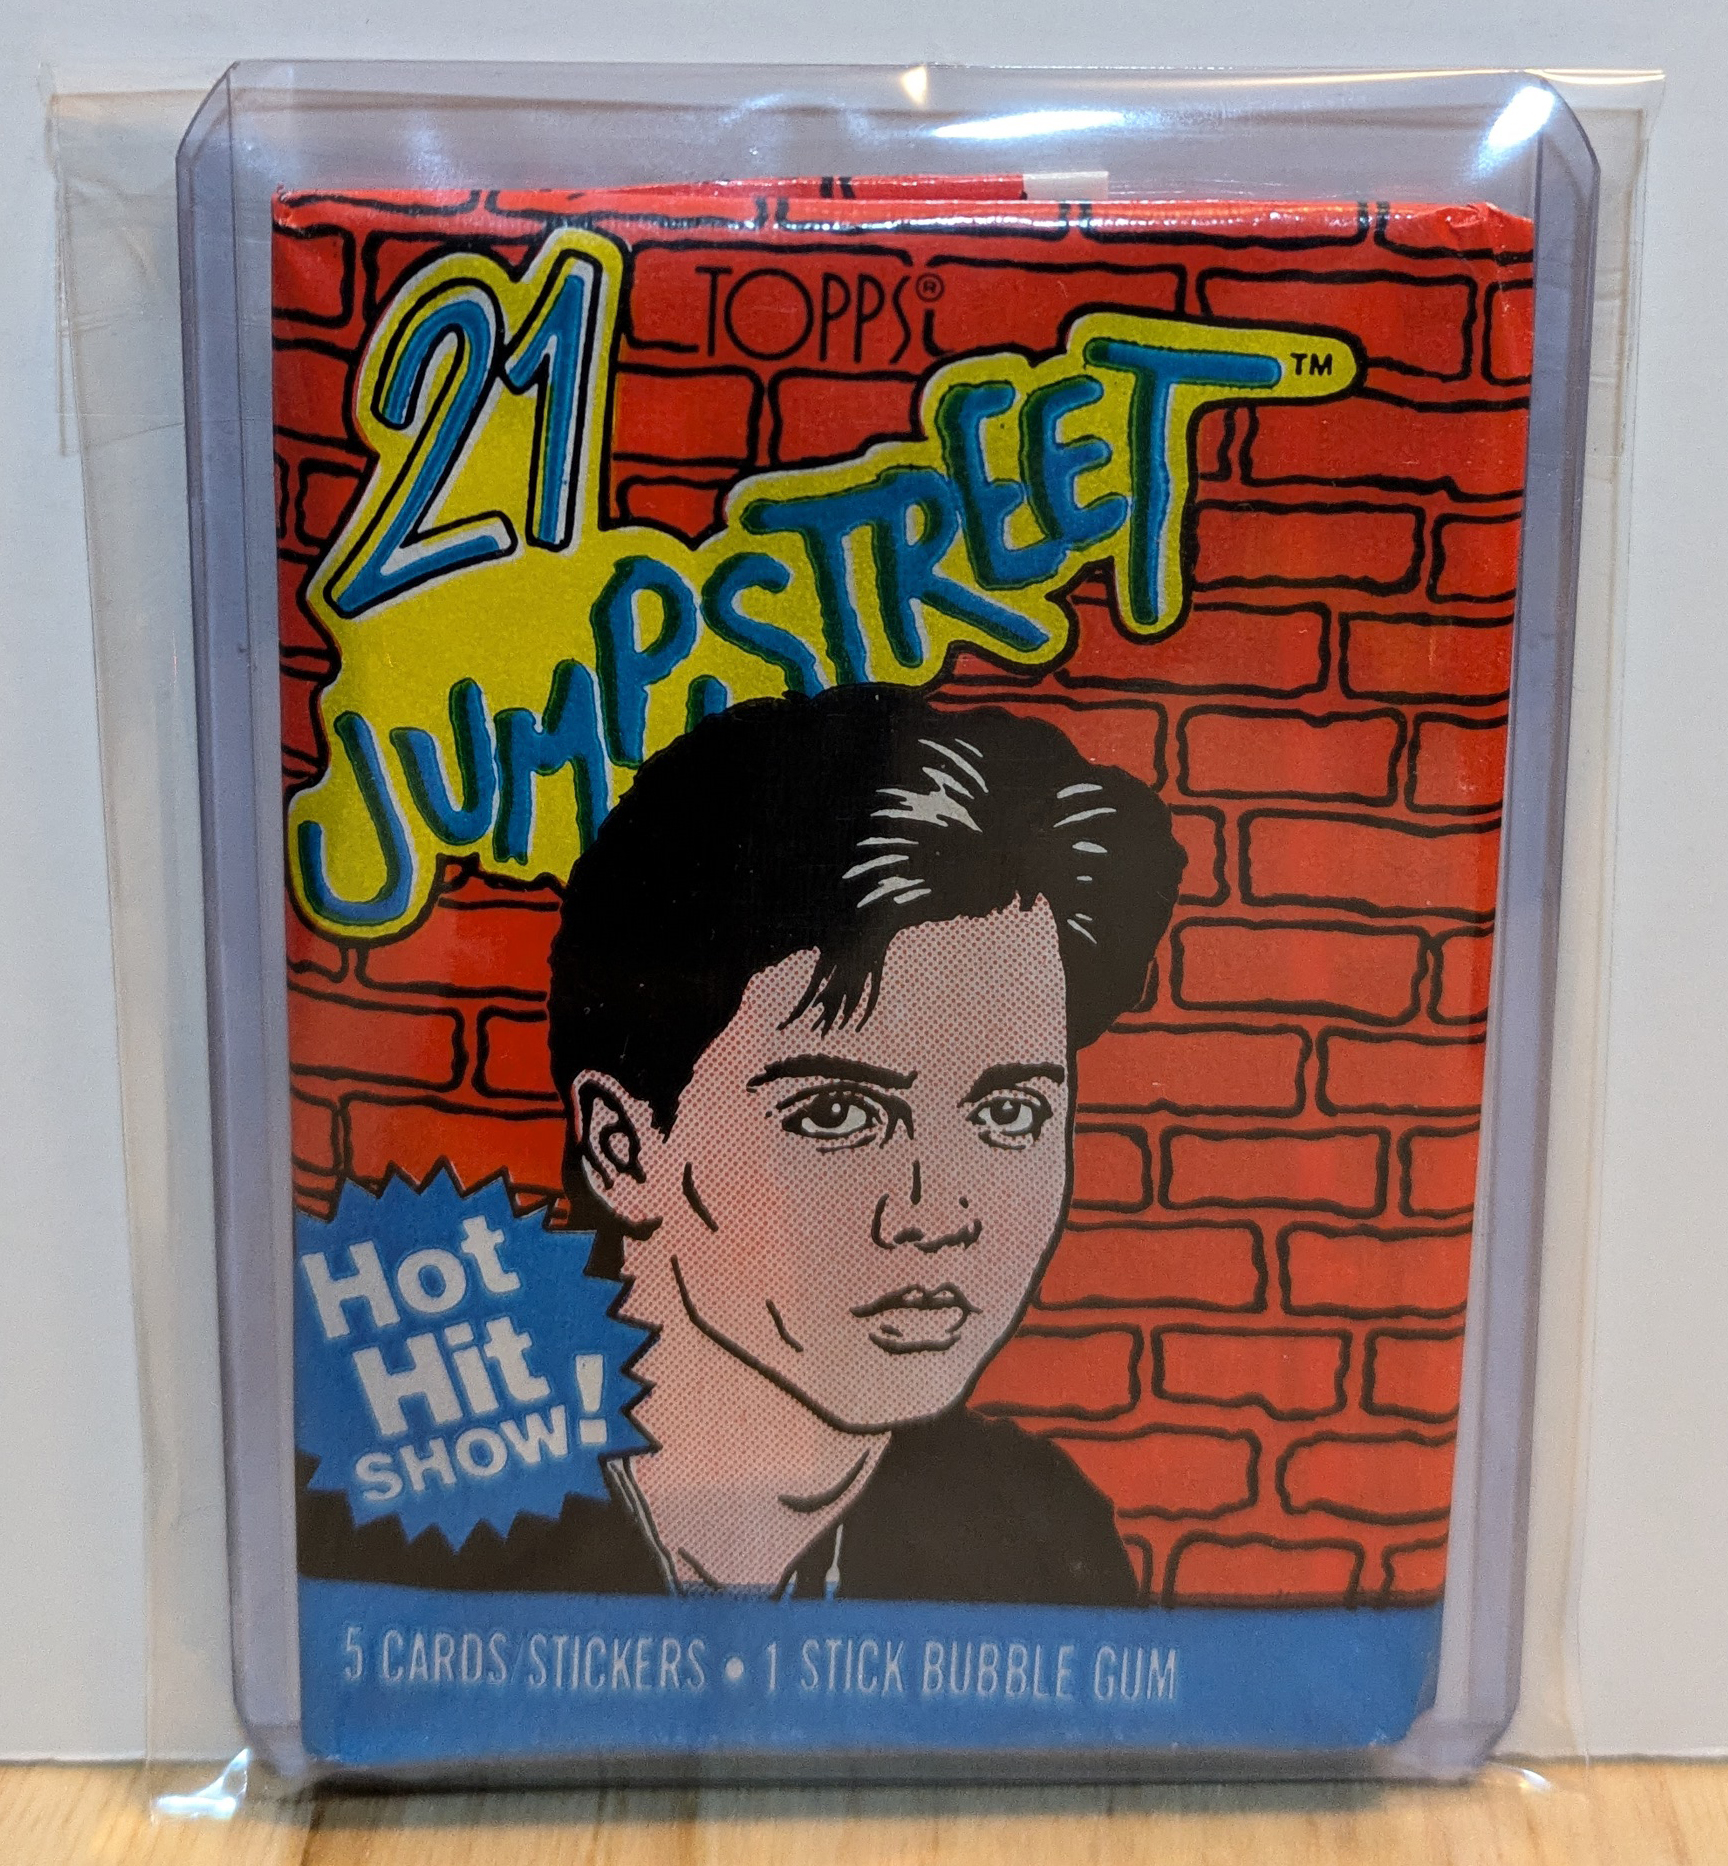 TOPPS®
21
JUMPSTREET™
Hot
Hit
SHOW!
5 CARDS/STICKERS • 1 STICK BUBBLE GUM